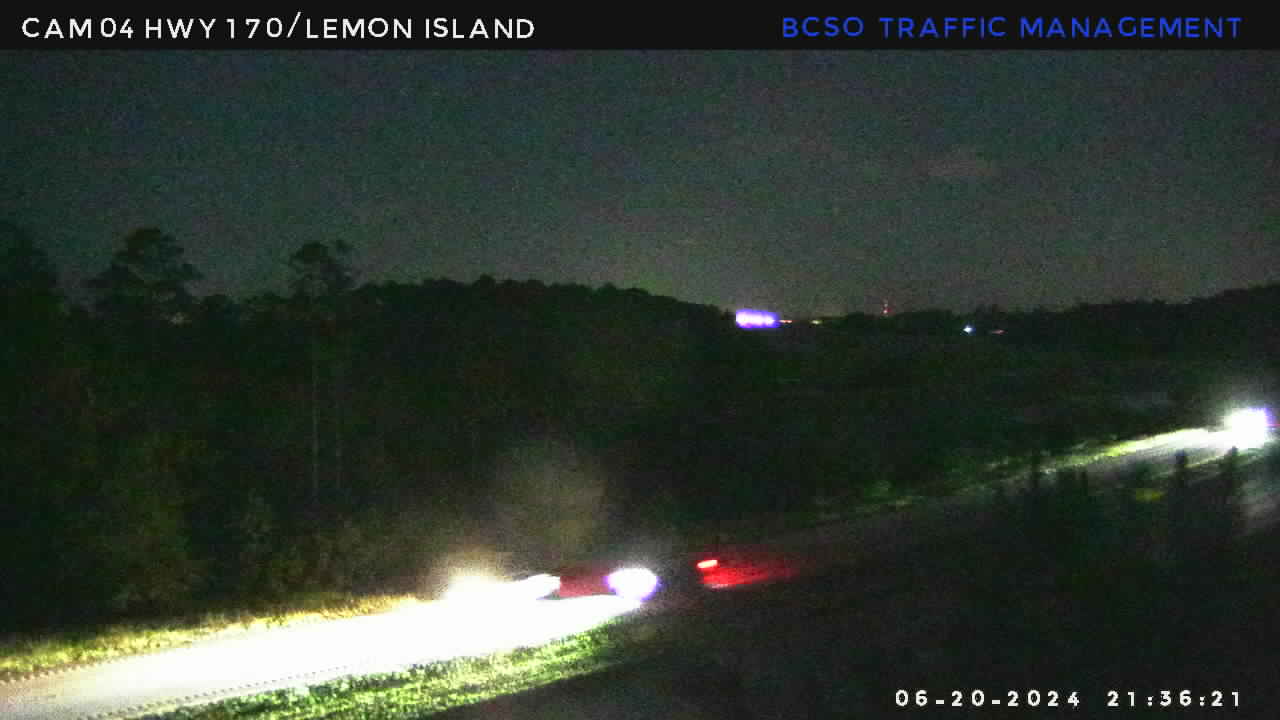 CAM04 HWY 170/LEMON ISLAND
BCSO TRAFFIC MANAGEMENT
06-20-2024 21:36:21